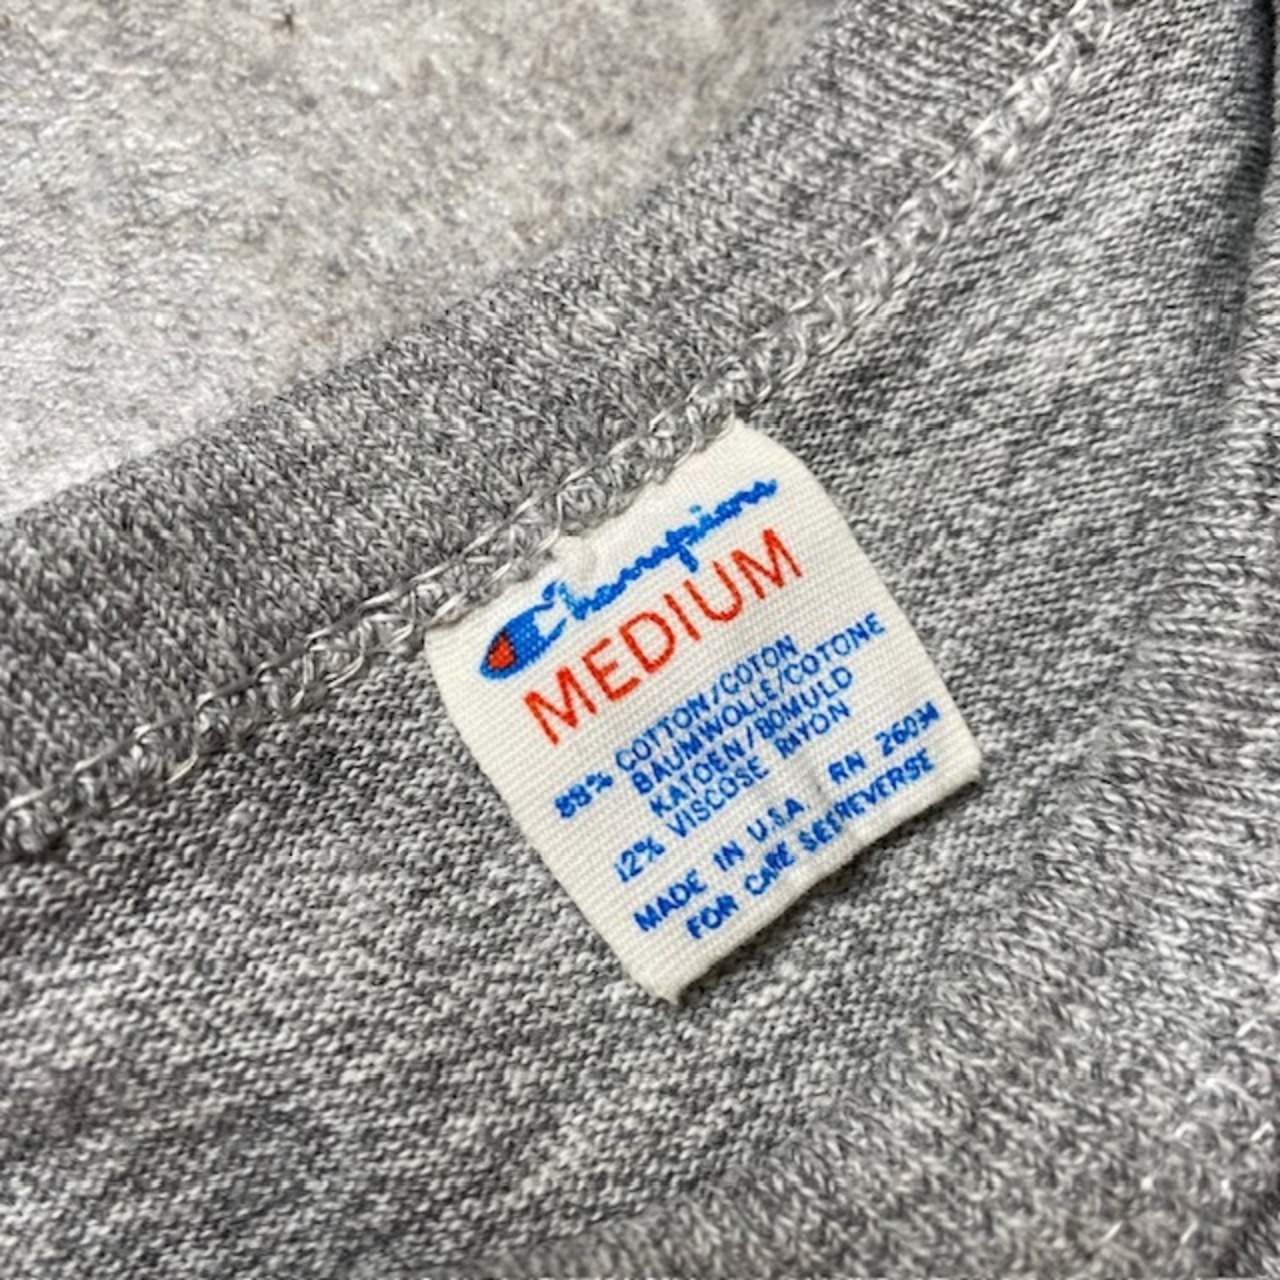 Champion
MEDIUM
88% COTTON/COTON
BAUMWOLLE/COTONE
KATOEN/BOMULD
12% VISCOSE RAYON
MADE IN U.S.A. RN 26094
FOR CARE SEE REVERSE